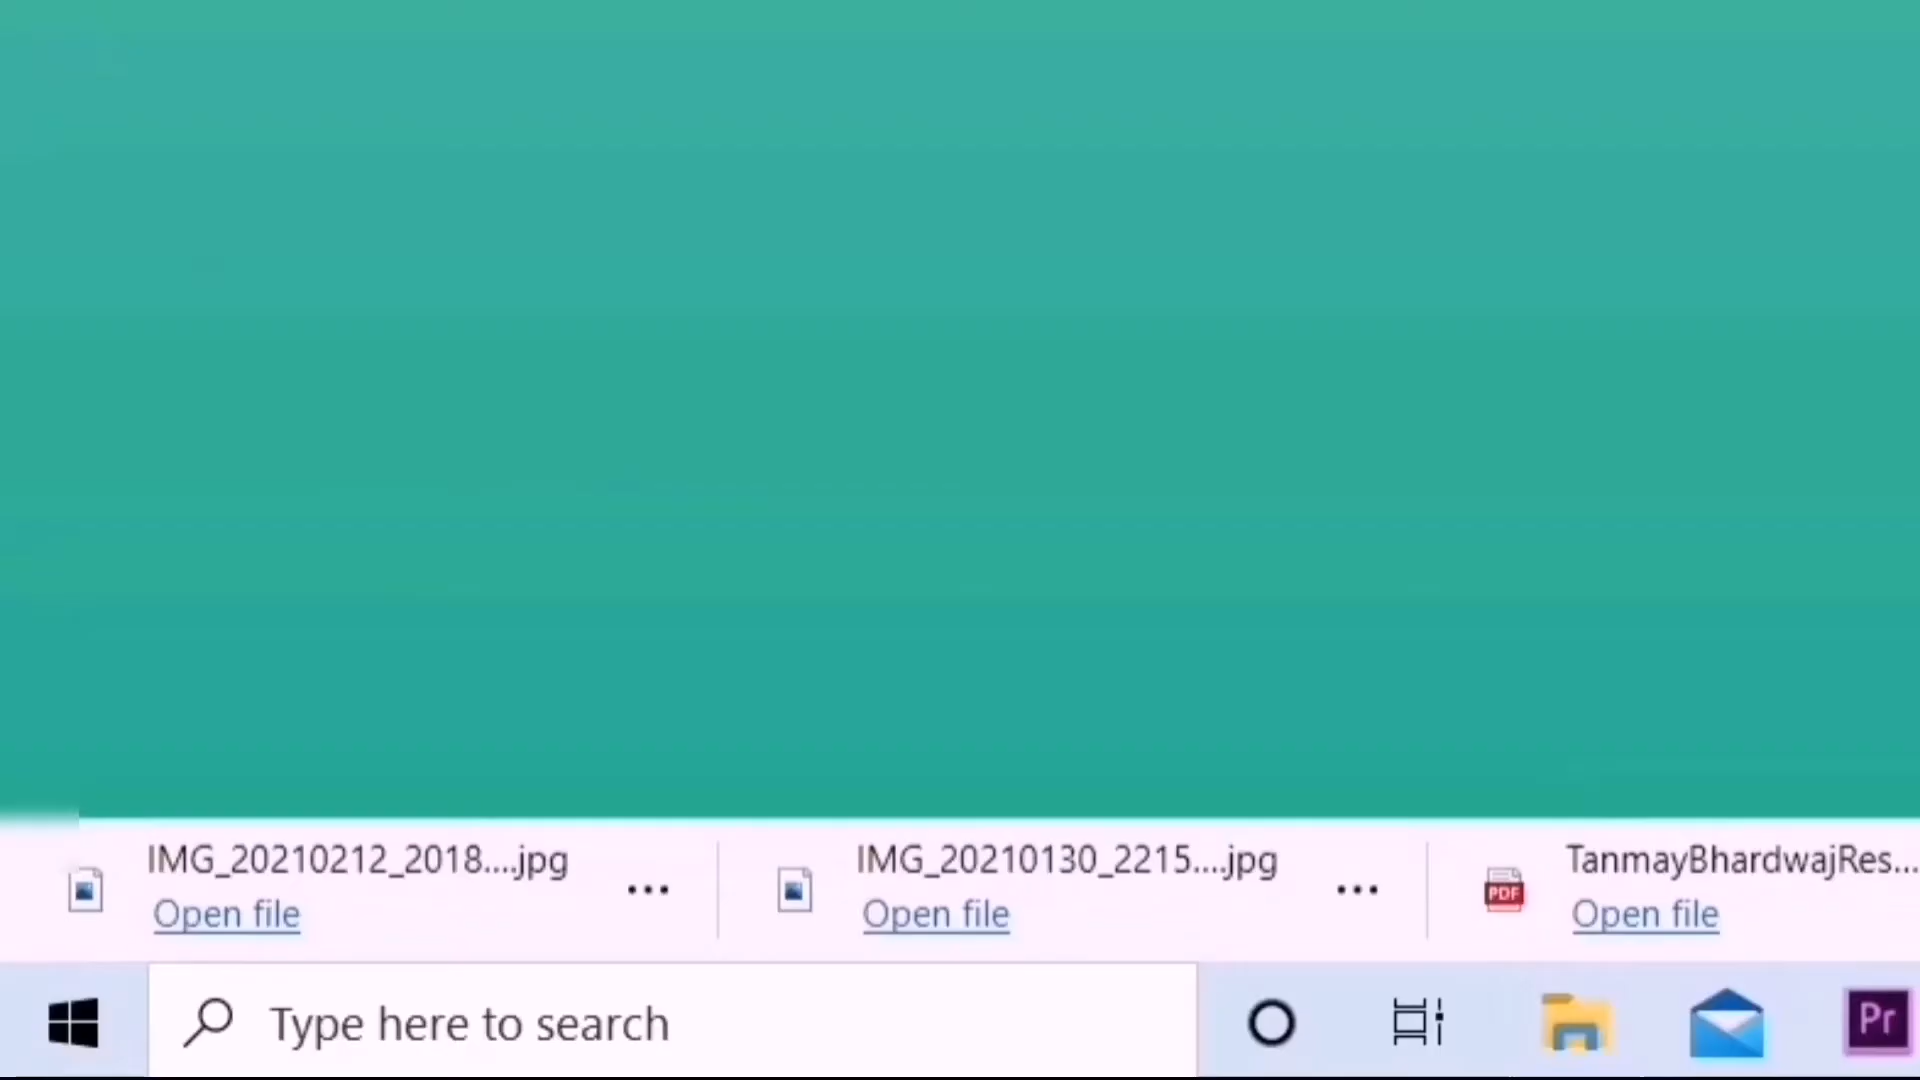 IMG_20210212_2018....jpg
Open file
IMG_20210130_2215....jpg
Open file
TanmayBhardwajRes...
Open file
PDF
Type here to search
Pr